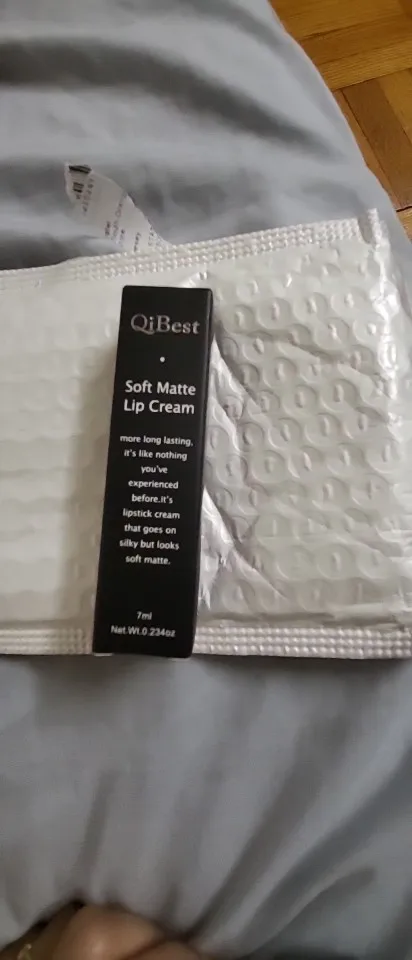 QiBest
Soft Matte
Lip Cream
more long lasting,
it's like nothing
you've
experienced
before.it's
lipstick cream
that goes on
silky but looks
soft matte.
7ml
Net.Wt.0.234oz